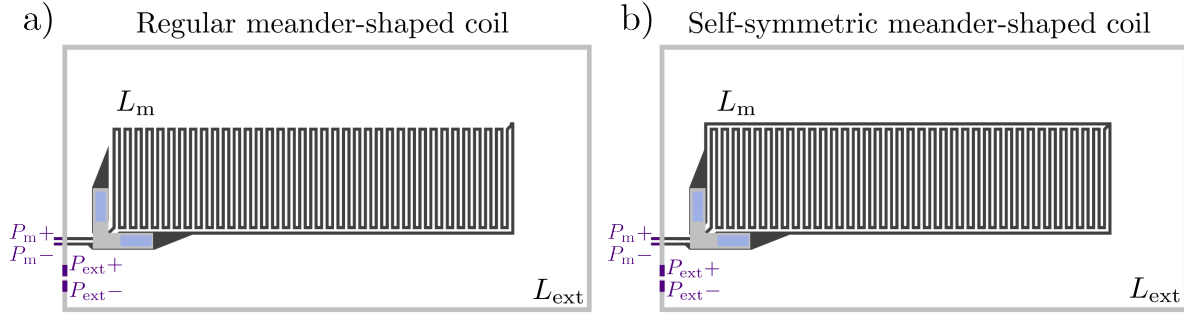 a) Regular meander-shaped coil
L_m
P_m+
P_m−
P_ext+
P_ext−
L_ext
b) Self-symmetric meander-shaped coil
L_m
P_m+
P_m−
P_ext+
P_ext−
L_ext